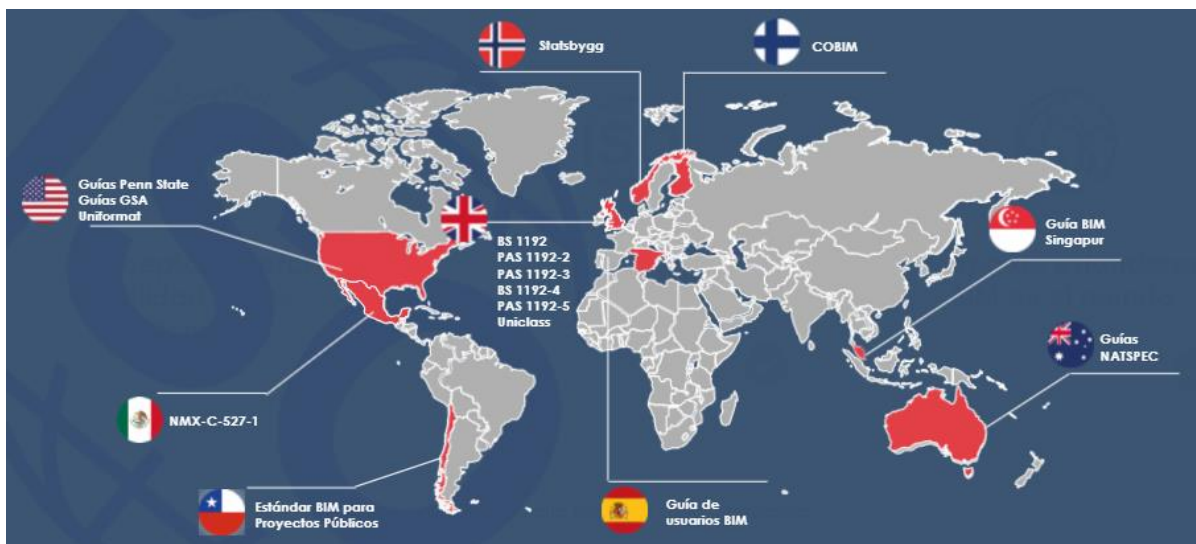 Statsbygg
COBIM
Guías Penn State
Guías GSA
Uniformat
BS 1192
PAS 1192-2
PAS 1192-3
BS 1192-4
PAS 1192-5
Uniclass
Guía BIM
Singapur
Guías
NATSPEC
NMX-C-527-1
Estándar BIM para
Proyectos Públicos
Guía de
usuarios BIM